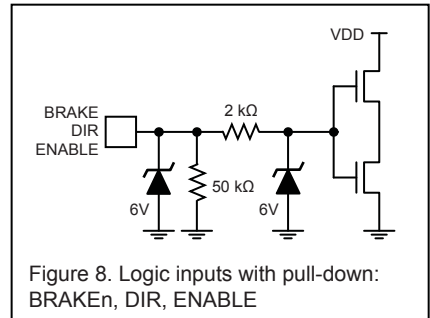 VDD
BRAKE
DIR
ENABLE
2 kΩ
50 kΩ
6V
6V
Figure 8. Logic inputs with pull-down:
BRAKEn, DIR, ENABLE